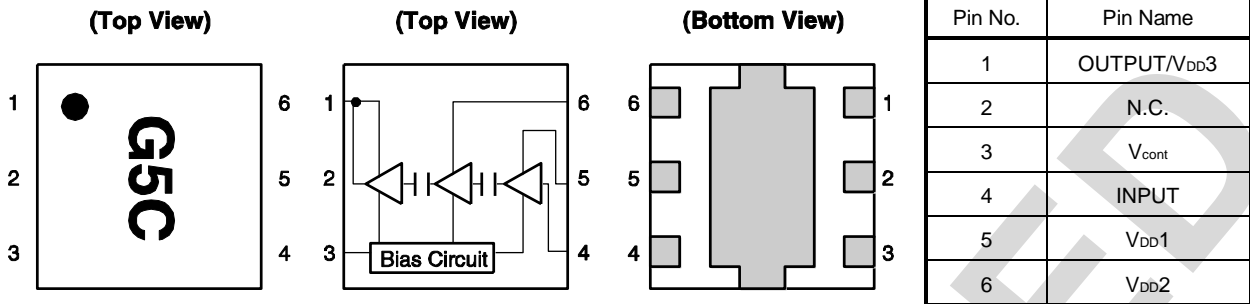 (Top View)
1
2
3
G5C
6
5
4
(Top View)
1
2
3
Bias Circuit
6
5
4
(Bottom View)
6
5
4
1
2
3
Pin No. Pin Name
1 OUTPUT/VDD3
2 N.C.
3 Vcont
4 INPUT
5 VDD1
6 VDD2